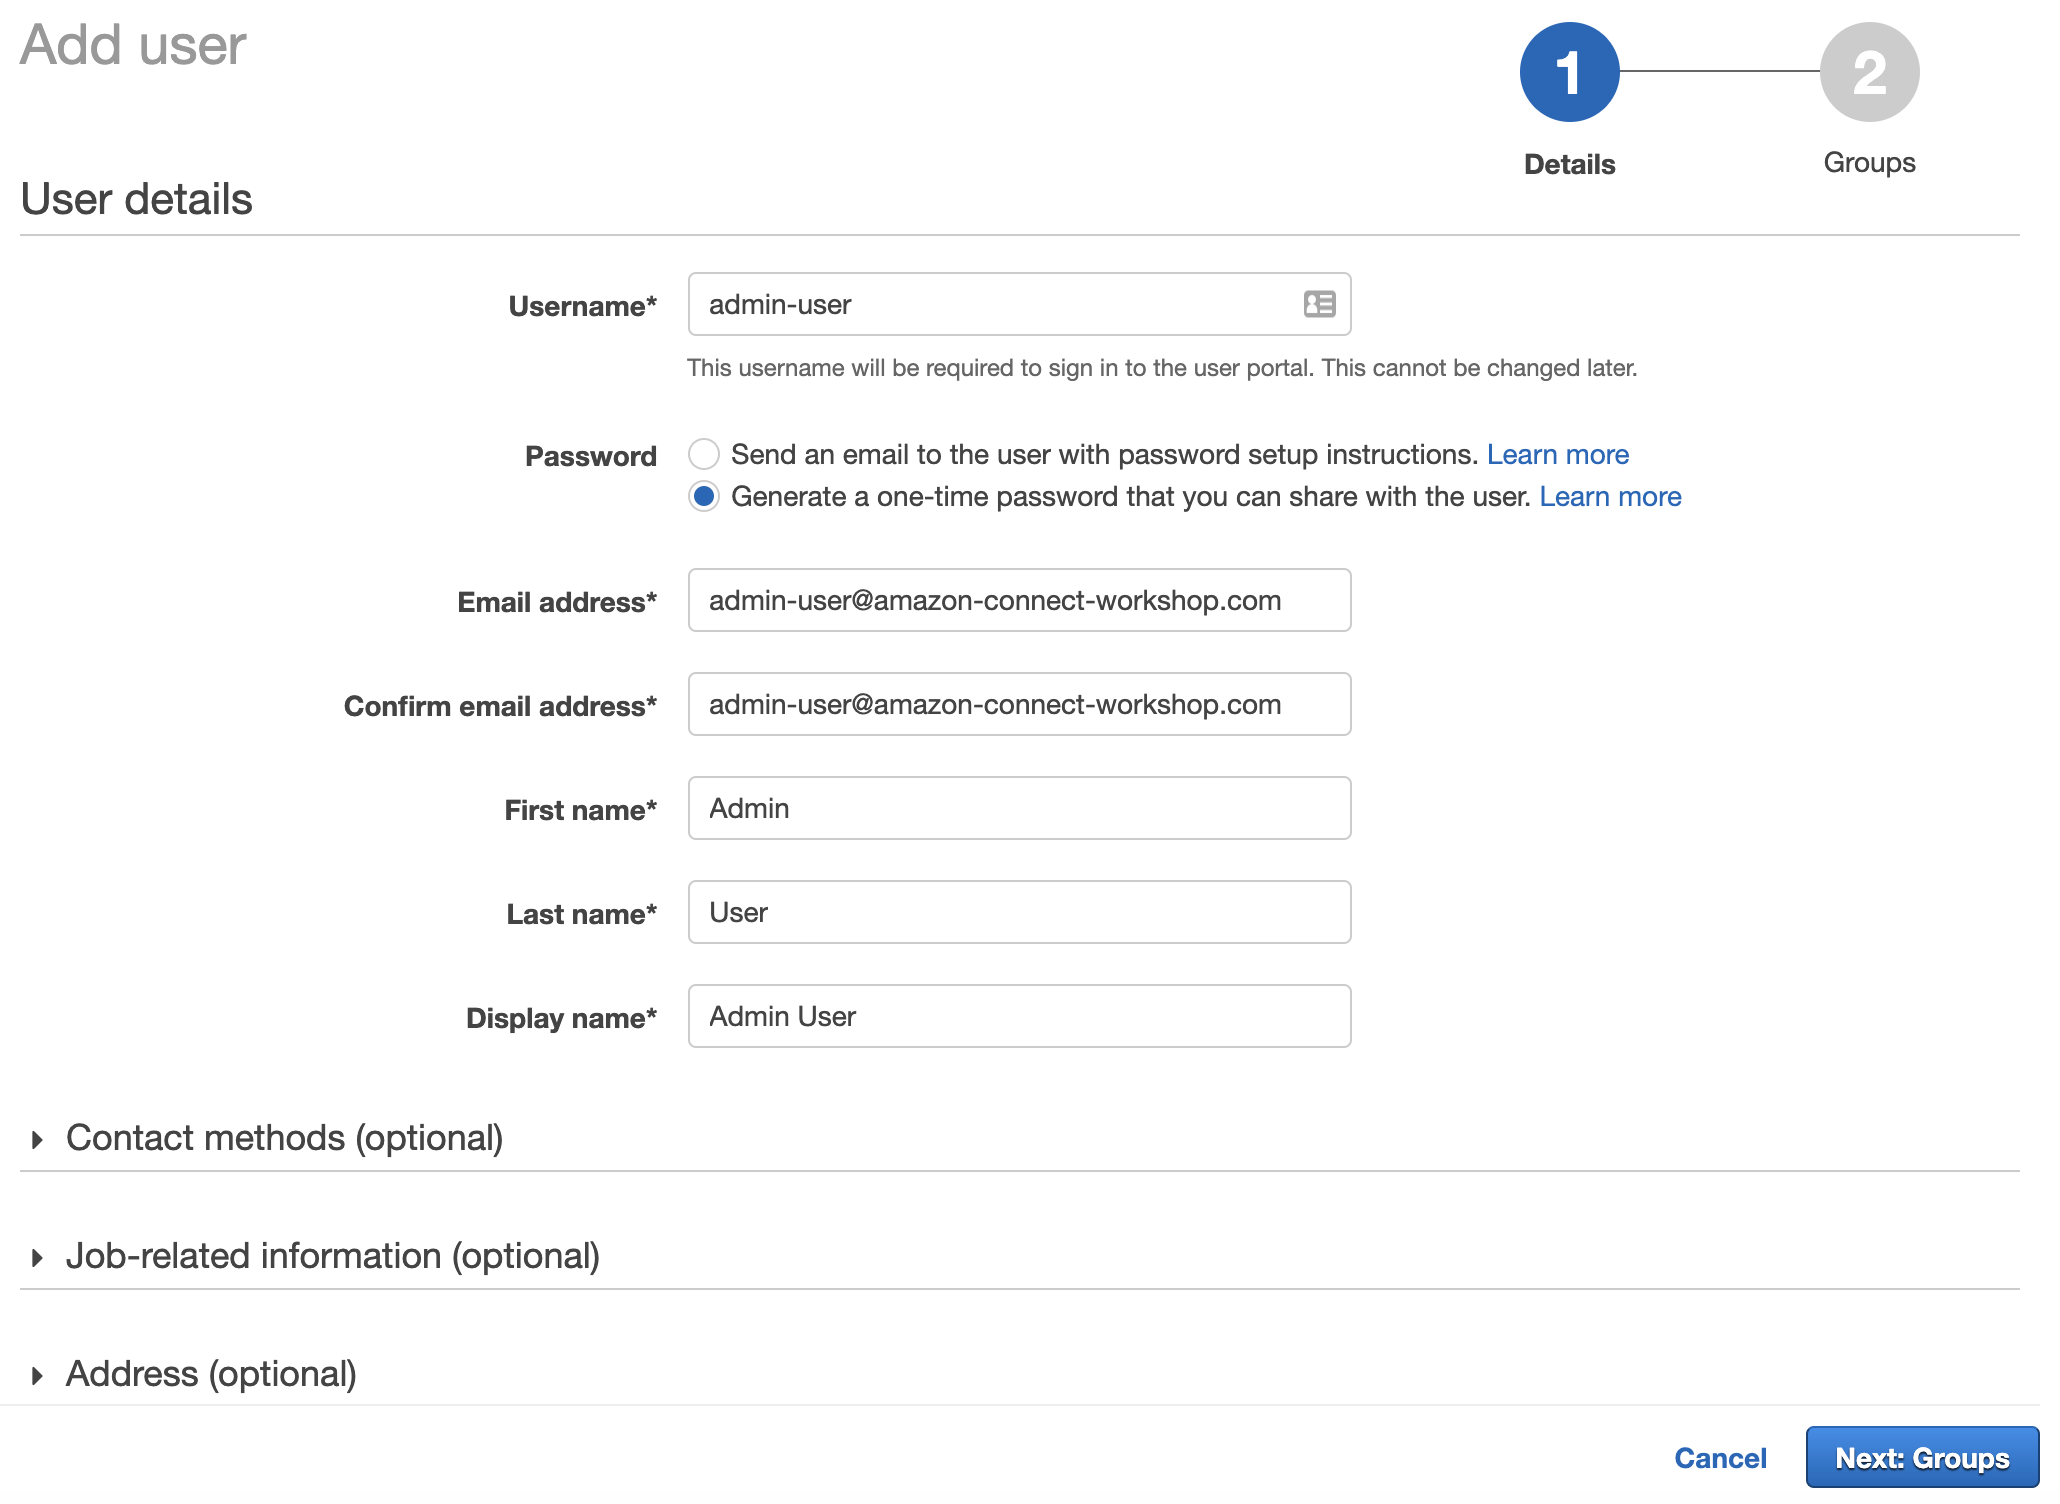 Add user
1
2
Details
Groups
User details
Username*
admin-user
This username will be required to sign in to the user portal. This cannot be changed later.
Password
Send an email to the user with password setup instructions. Learn more
Generate a one-time password that you can share with the user. Learn more
Email address*
admin-user@amazon-connect-workshop.com
Confirm email address*
admin-user@amazon-connect-workshop.com
First name*
Admin
Last name*
User
Display name*
Admin User
Contact methods (optional)
Job-related information (optional)
Address (optional)
Cancel
Next: Groups